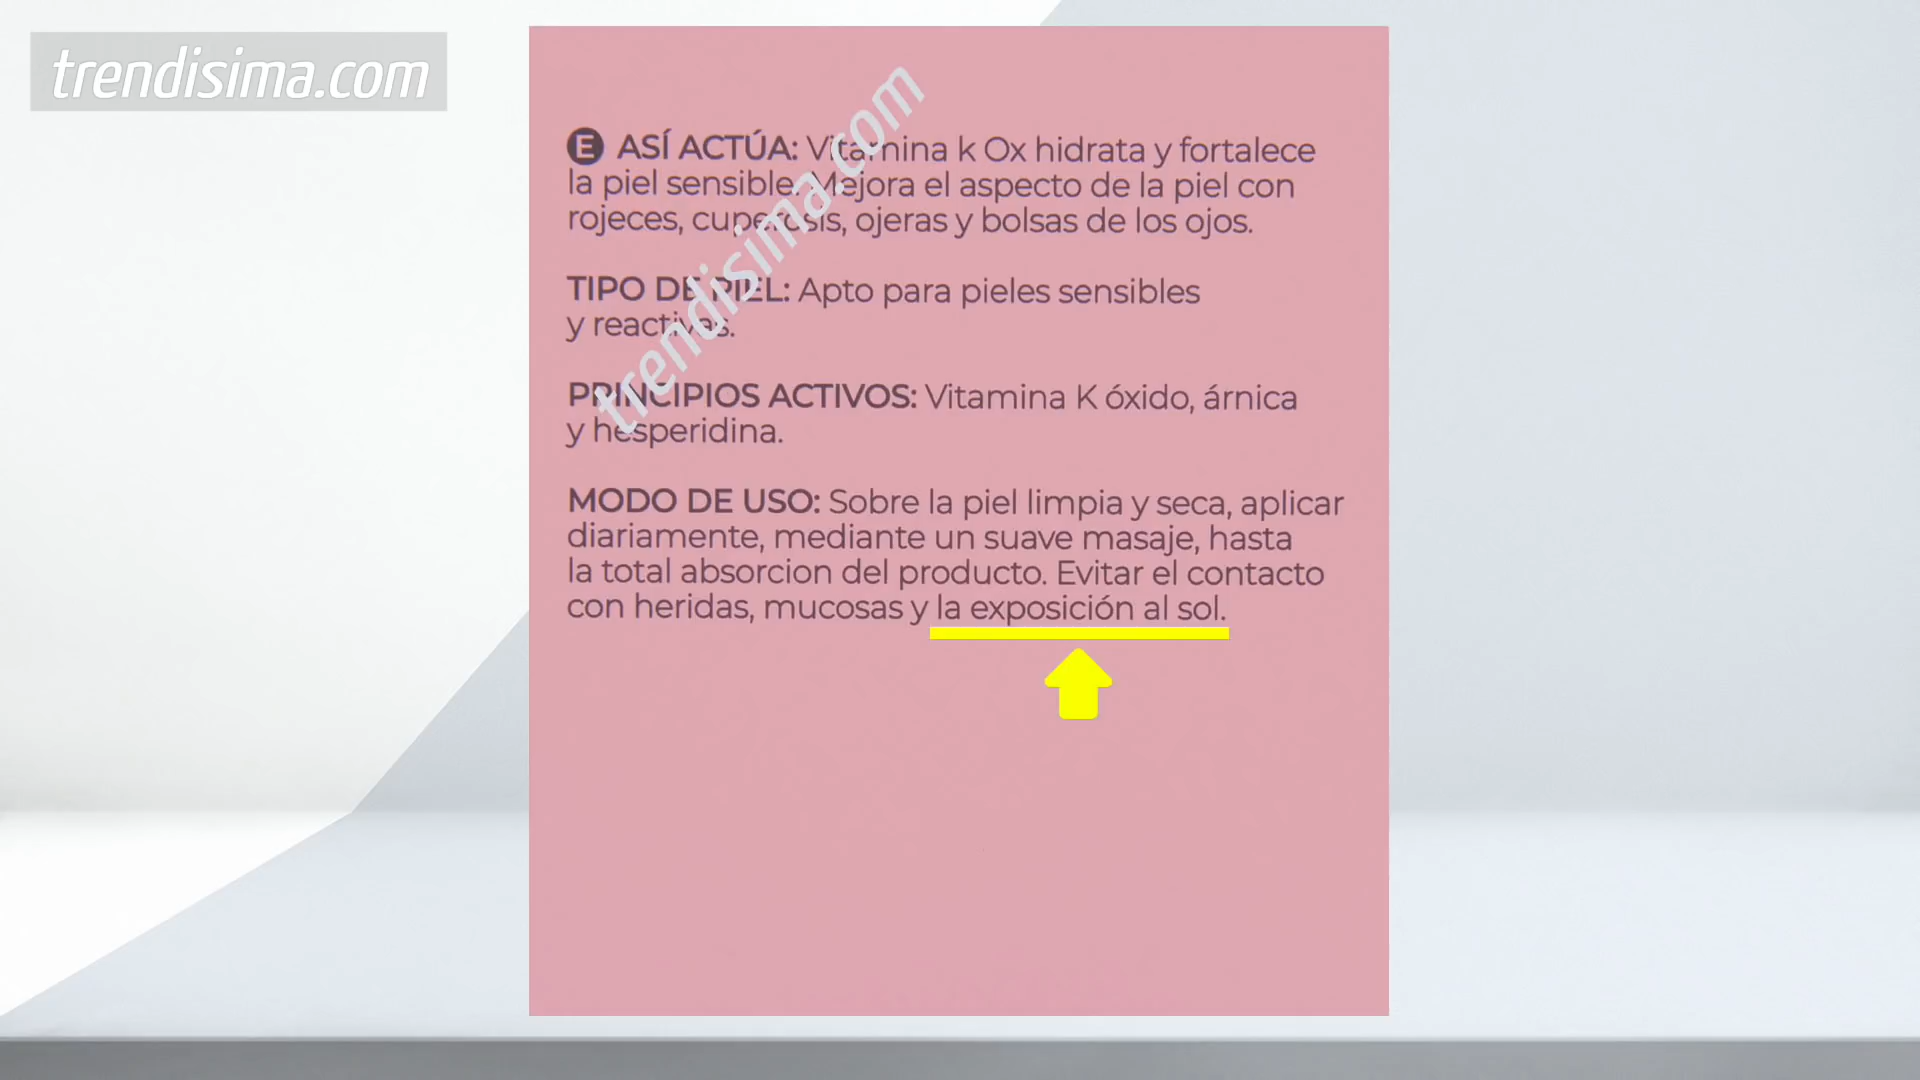 trendisima.com
E ASÍ ACTÚA: Vitamina k Ox hidrata y fortalece
la piel sensible. Mejora el aspecto de la piel con
rojeces, cuperosis, ojeras y bolsas de los ojos.
TIPO DE PIEL: Apto para pieles sensibles
y reactivas.
PRINCIPIOS ACTIVOS: Vitamina K óxido, árnica
y hesperidina.
MODO DE USO: Sobre la piel limpia y seca, aplicar
diariamente, mediante un suave masaje, hasta
la total absorcion del producto. Evitar el contacto
con heridas, mucosas y la exposición al sol.
trendisima.com